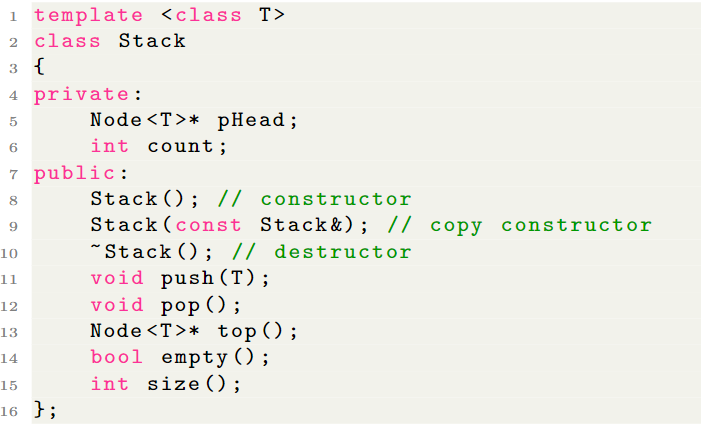 1 template <class T>
2 class Stack
3 {
4 private:
5     Node<T>* pHead;
6     int count;
7 public:
8     Stack(); // constructor
9     Stack(const Stack&); // copy constructor
10     ~Stack(); // destructor
11     void push(T);
12     void pop();
13     Node<T>* top();
14     bool empty();
15     int size();
16 };